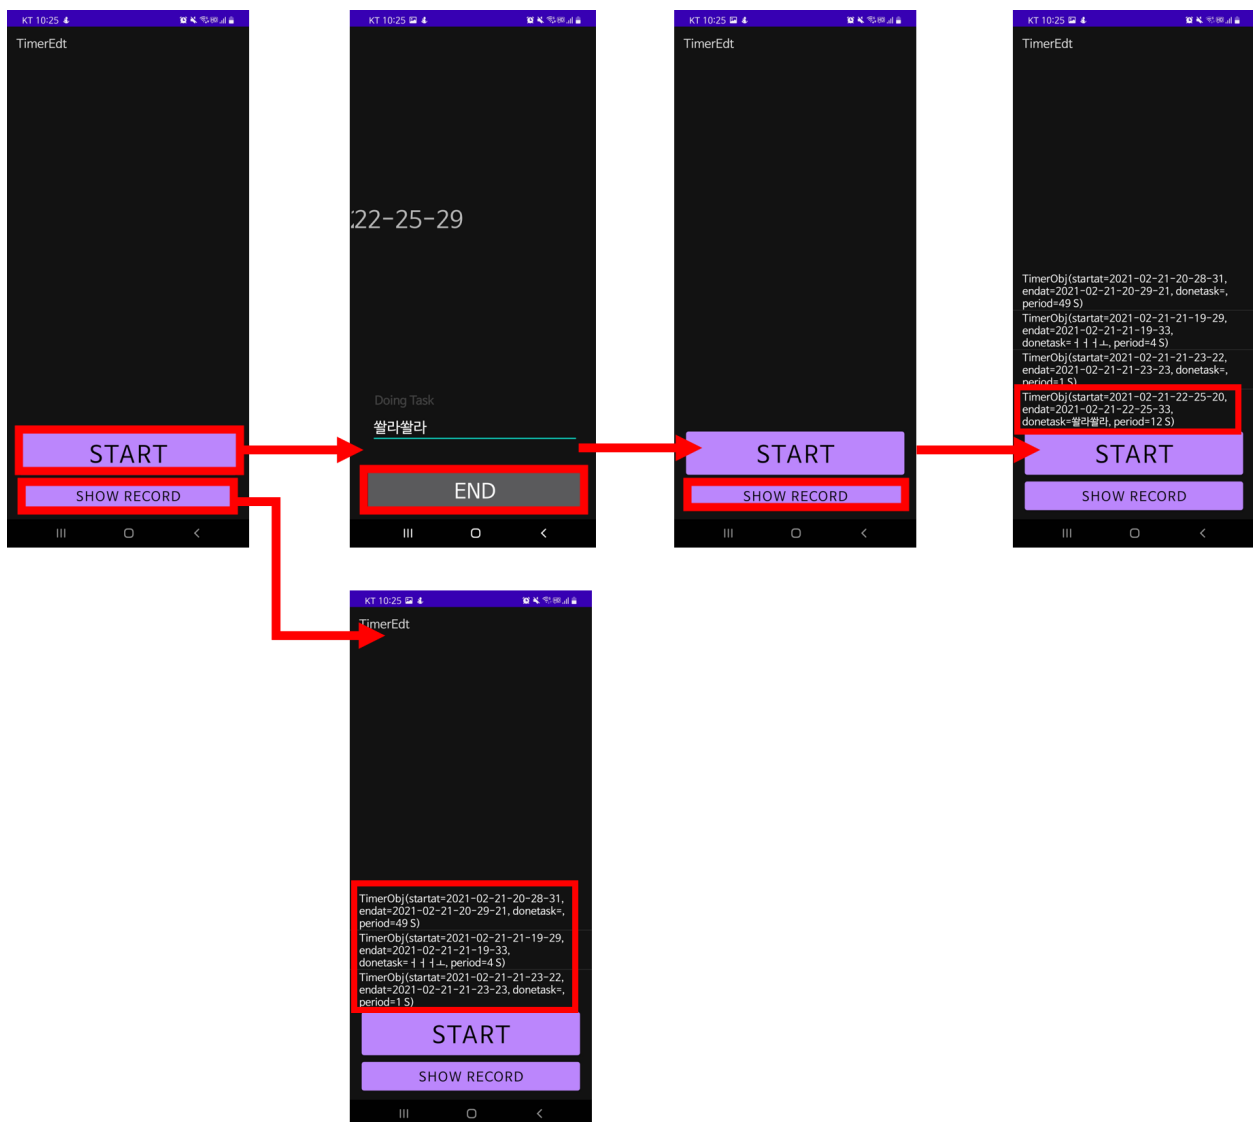 KT 10:25
TimerEdt
START
SHOW RECORD
KT 10:25
22-25-29
Doing Task
쏼라쏼라
END
KT 10:25
TimerEdt
START
SHOW RECORD
KT 10:25
TimerEdt
TimerObj(startat=2021-02-21-20-28-31,
endat=2021-02-21-20-29-21, donetask=,
period=49 S)
TimerObj(startat=2021-02-21-21-19-29,
endat=2021-02-21-21-19-33,
donetask=ㅓㅓㅓㅗ, period=4 S)
TimerObj(startat=2021-02-21-21-23-22,
endat=2021-02-21-21-23-23, donetask=,
period=1 S)
TimerObj(startat=2021-02-21-22-25-20,
endat=2021-02-21-22-25-33,
donetask=쏼라쏼라, period=12 S)
START
SHOW RECORD
KT 10:25
TimerEdt
TimerObj(startat=2021-02-21-20-28-31,
endat=2021-02-21-20-29-21, donetask=,
period=49 S)
TimerObj(startat=2021-02-21-21-19-29,
endat=2021-02-21-21-19-33,
donetask=ㅓㅓㅓㅗ, period=4 S)
TimerObj(startat=2021-02-21-21-23-22,
endat=2021-02-21-21-23-23, donetask=,
period=1 S)
START
SHOW RECORD